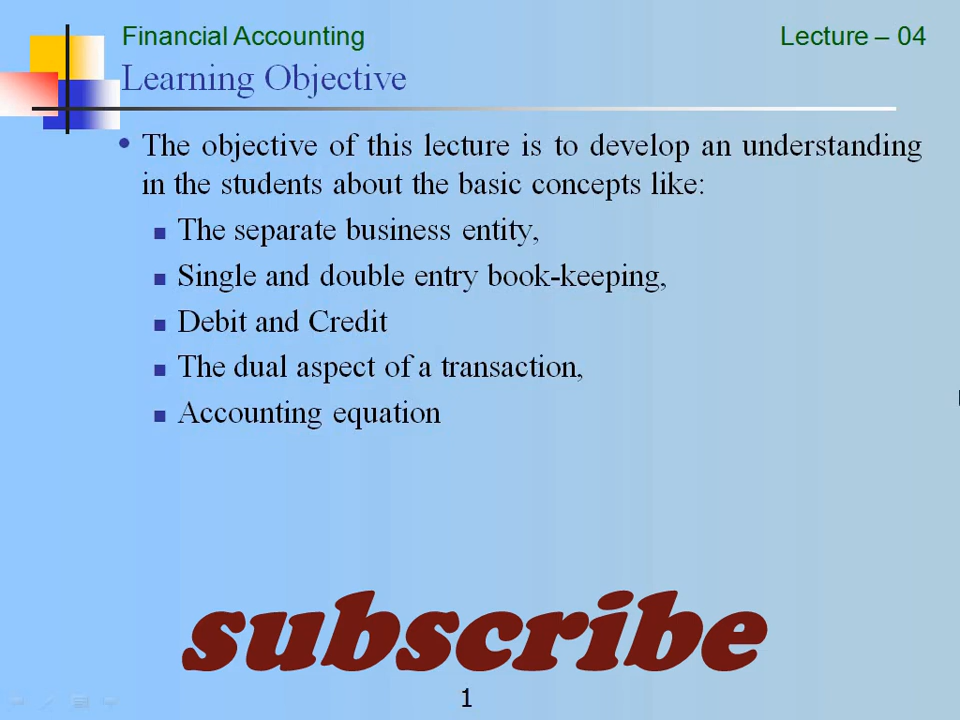 Financial Accounting
Lecture – 04
Learning Objective
• The objective of this lecture is to develop an understanding
in the students about the basic concepts like:
■ The separate business entity,
■ Single and double entry book-keeping,
■ Debit and Credit
■ The dual aspect of a transaction,
■ Accounting equation
subscribe
1